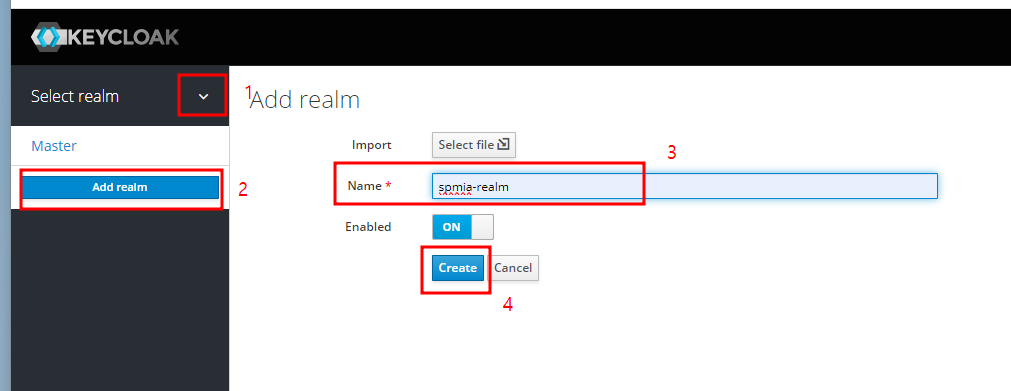 KEYCLOAK
Select realm
1
Add realm
Import
Select file
3
Master
Add realm
2
Name *
spmia-realm
Enabled
ON
Create
Cancel
4